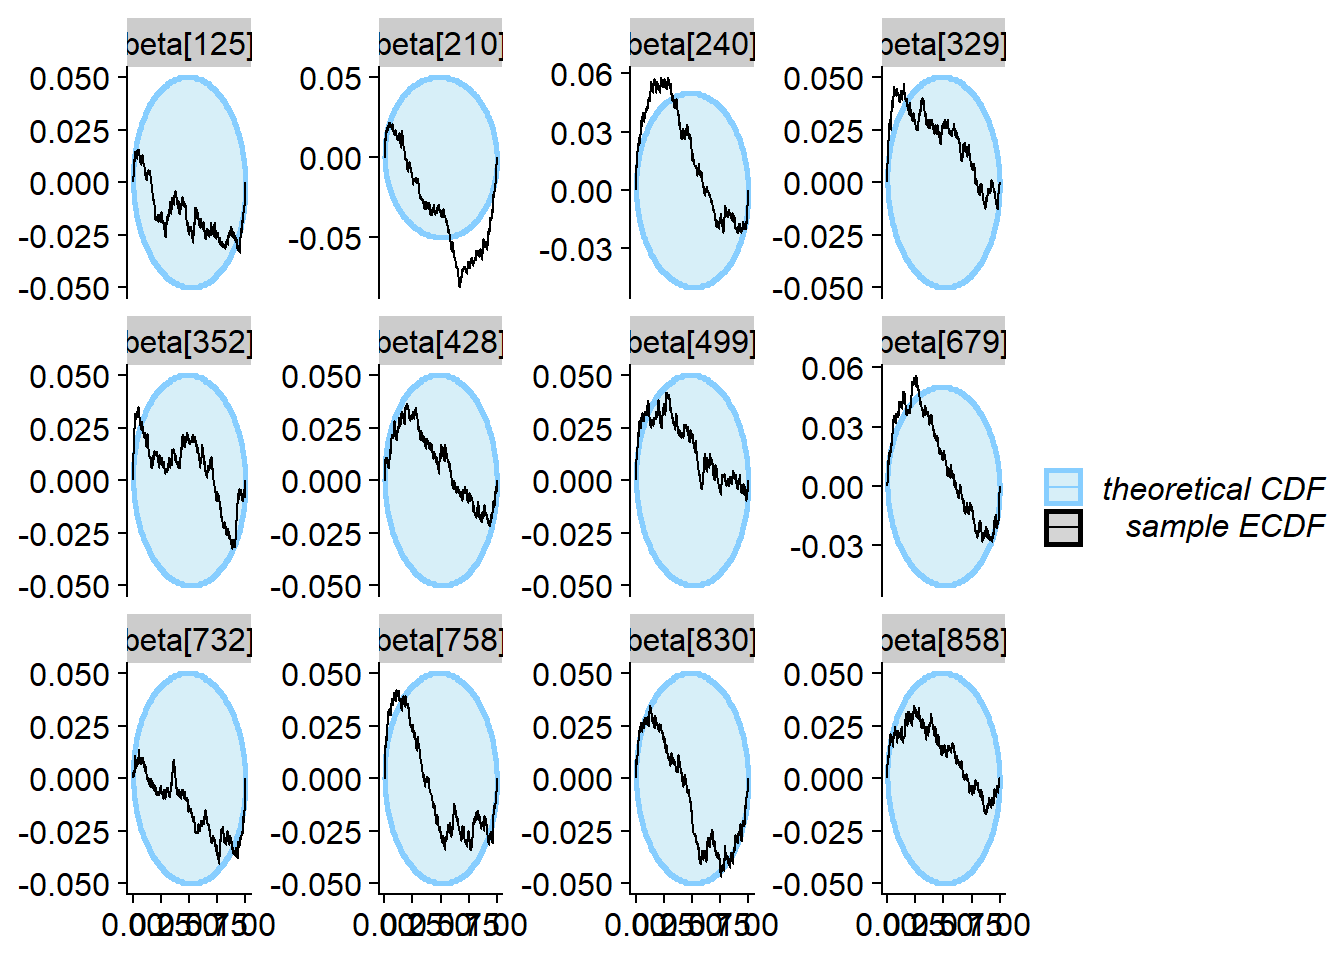 beta[125] beta[210] beta[240] beta[329]
0.050 0.05 0.06 0.050
0.025 0.00 0.03 0.025
0.000 -0.05 0.00 0.000
-0.025 -0.03 -0.025
-0.050 -0.050
beta[352] beta[428] beta[499] beta[679]
0.050 0.050 0.050 0.06
0.025 0.025 0.025 0.03
0.000 0.000 0.000 0.00
-0.025 -0.025 -0.025 -0.03
-0.050 -0.050 -0.050
theoretical CDF
sample ECDF
beta[732] beta[758] beta[830] beta[858]
0.050 0.050 0.050 0.050
0.025 0.025 0.025 0.025
0.000 0.000 0.000 0.000
-0.025 -0.025 -0.025 -0.025
-0.050 -0.050 -0.050 -0.050